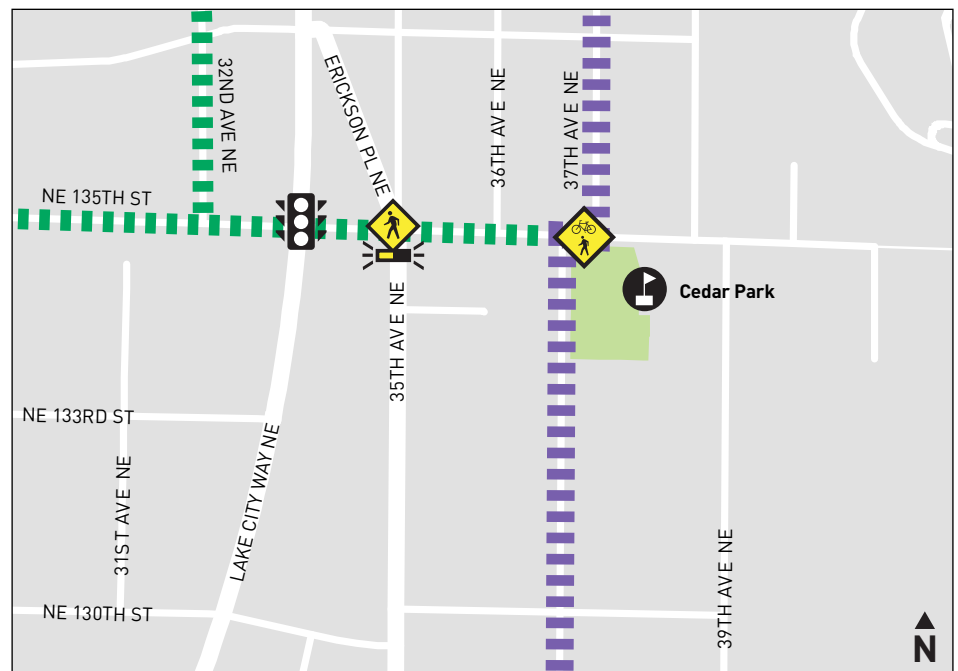 32ND AVE NE
ERICKSON PL NE
36TH AVE NE
37TH AVE NE
NE 135TH ST
Cedar Park
35TH AVE NE
NE 133RD ST
31ST AVE NE
LAKE CITY WAY NE
39TH AVE NE
NE 130TH ST
N